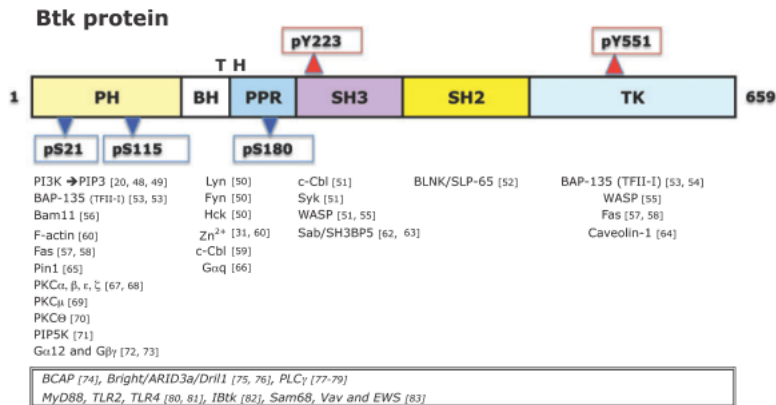 Btk protein
pY223 pY551
T H
1 PH BH PPR SH3 SH2 TK 659
pS21 pS115 pS180
PI3K ➔PIP3 [20, 48, 49]
BAP-135 (TFII-I) [53, 53]
Bam11 [56]
F-actin [60]
Fas [57, 58]
Pin1 [65]
PKCα, β, ε, ζ [67, 68]
PKCμ [69]
PKCΘ [70]
PIP5K [71]
Gα12 and Gβγ [72, 73]
Lyn [50]
Fyn [50]
Hck [50]
Zn²⁺ [31, 60]
c-Cbl [59]
Gαq [66]
c-Cbl [51]
Syk [51]
WASP [51, 55]
Sab/SH3BP5 [62, 63]
BLNK/SLP-65 [52]
BAP-135 (TFII-I) [53, 54]
WASP [55]
Fas [57, 58]
Caveolin-1 [64]
BCAP [74], Bright/ARID3a/Dril1 [75, 76], PLCγ [77-79]
MyD88, TLR2, TLR4 [80, 81], IBtk [82], Sam68, Vav and EWS [83]